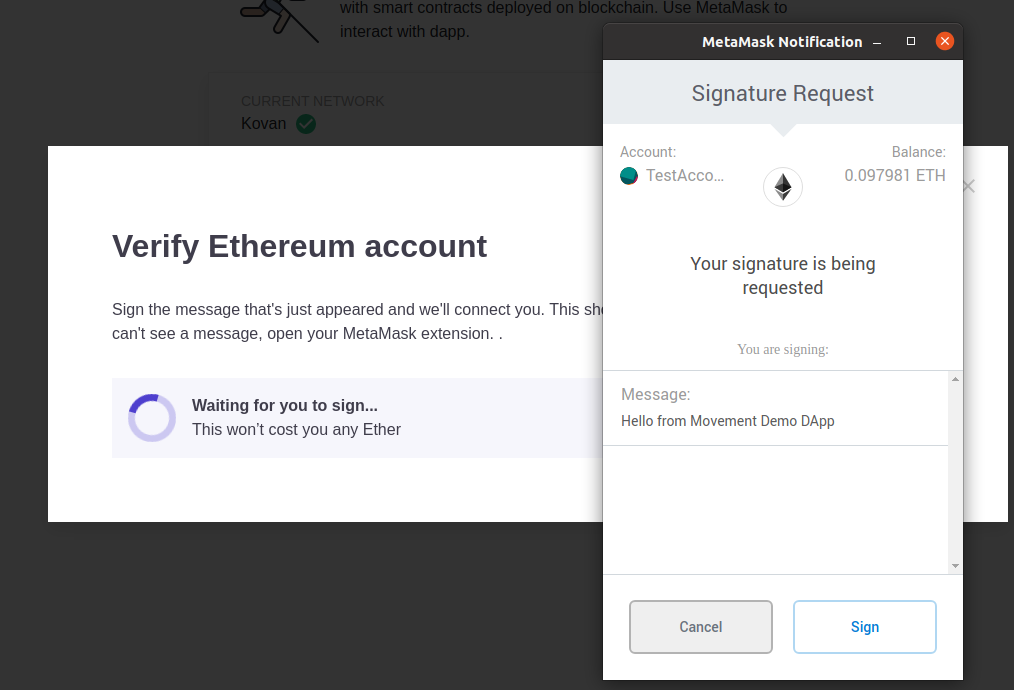 with smart contracts deployed on blockchain. Use MetaMask to
interact with dapp.
CURRENT NETWORK
Kovan
Verify Ethereum account
Sign the message that's just appeared and we'll connect you. This sho
can't see a message, open your MetaMask extension. .
Waiting for you to sign...
This won’t cost you any Ether
MetaMask Notification
Signature Request
Account:
Balance:
TestAcco...
0.097981 ETH
Your signature is being
requested
You are signing:
Message:
Hello from Movement Demo DApp
Cancel
Sign